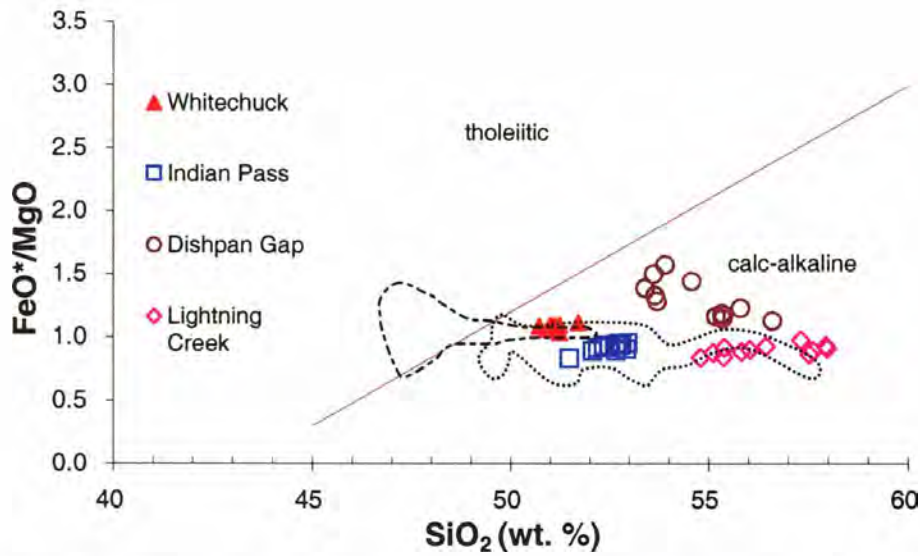 3.5
3.0
2.5
2.0
1.5
1.0
0.5
0.0
FeO*/MgO
Whitechuck
Indian Pass
Dishpan Gap
Lightning
Creek
tholeiitic
calc-alkaline
40
45
50
55
60
SiO₂ (wt. %)